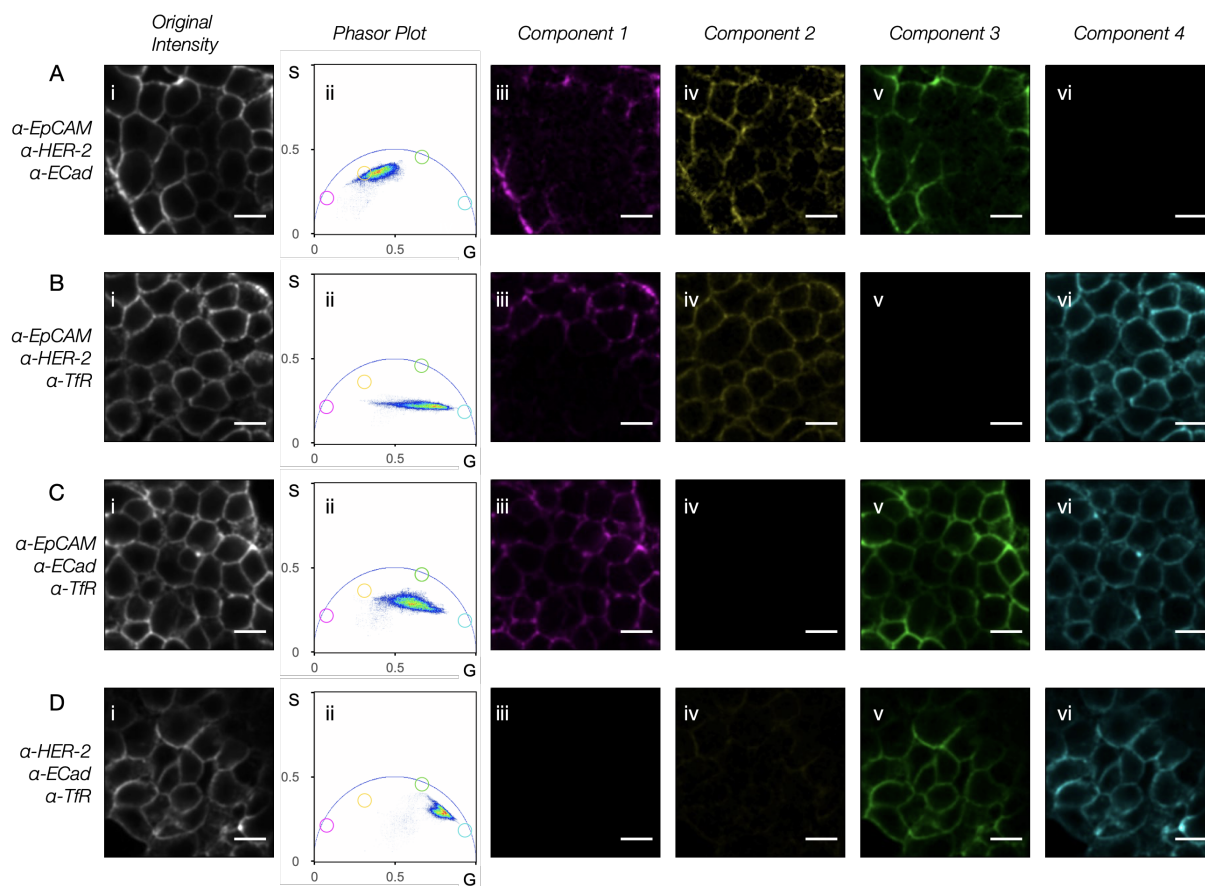 Original
Intensity
Phasor Plot
Component 1
Component 2
Component 3
Component 4
A
α-EpCAM
α-HER-2
α-ECad
i
ii
S
0.5
0
0
0.5
G
iii
iv
v
vi
B
α-EpCAM
α-HER-2
α-TfR
i
ii
S
0.5
0
0
0.5
G
iii
iv
v
vi
C
α-EpCAM
α-ECad
α-TfR
i
ii
S
0.5
0
0
0.5
G
iii
iv
v
vi
D
α-HER-2
α-ECad
α-TfR
i
ii
S
0.5
0
0
0.5
G
iii
iv
v
vi